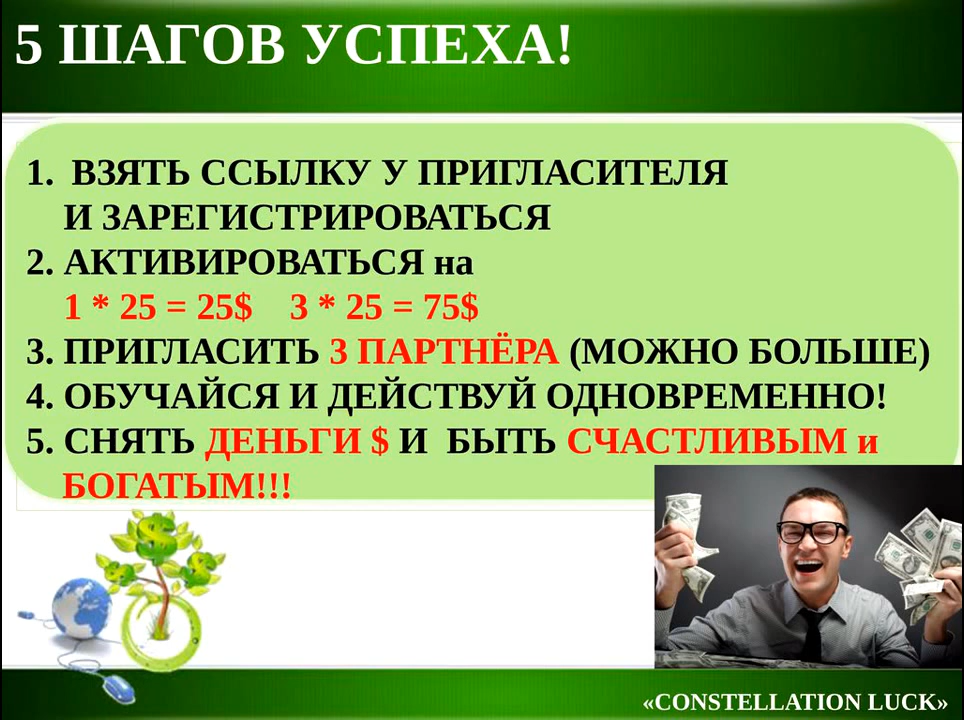 5 ШАГОВ УСПЕХА!
1. ВЗЯТЬ ССЫЛКУ У ПРИГЛАСИТЕЛЯ
И ЗАРЕГИСТРИРОВАТЬСЯ
2. АКТИВИРОВАТЬСЯ на
1 * 25 = 25$ 3 * 25 = 75$
3. ПРИГЛАСИТЬ 3 ПАРТНЁРА (МОЖНО БОЛЬШЕ)
4. ОБУЧАЙСЯ И ДЕЙСТВУЙ ОДНОВРЕМЕННО!
5. СНЯТЬ ДЕНЬГИ $ И БЫТЬ СЧАСТЛИВЫМ и
БОГАТЫМ!!!
«CONSTELLATION LUCK»